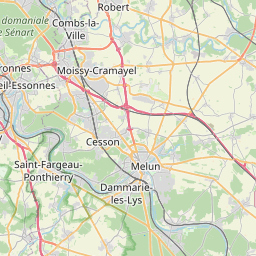 Robert
domaniale
de Sénart
Combs-la-
Ville
Moissy-Cramayel
ronnes
eil-Essonnes
Cesson
Melun
Saint-Fargeau-
Ponthierry
Dammarie-
les-Lys